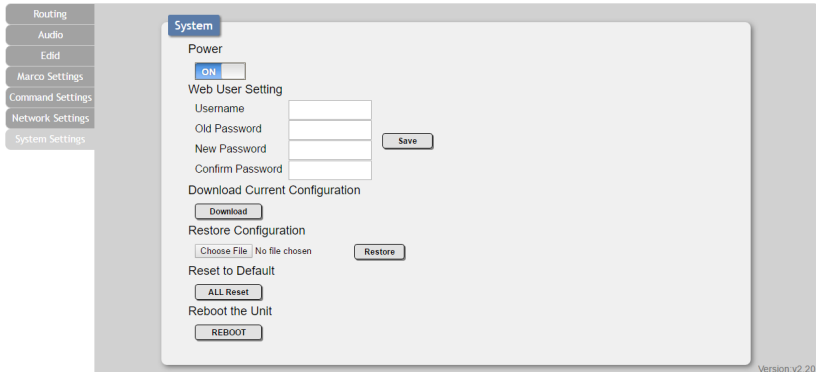 Routing
Audio
Edid
Marco Settings
Command Settings
Network Settings
System Settings
System
Power
ON
Web User Setting
Username
Old Password
New Password
Save
Confirm Password
Download Current Configuration
Download
Restore Configuration
Choose File No file chosen Restore
Reset to Default
ALL Reset
Reboot the Unit
REBOOT
Version:v2.20